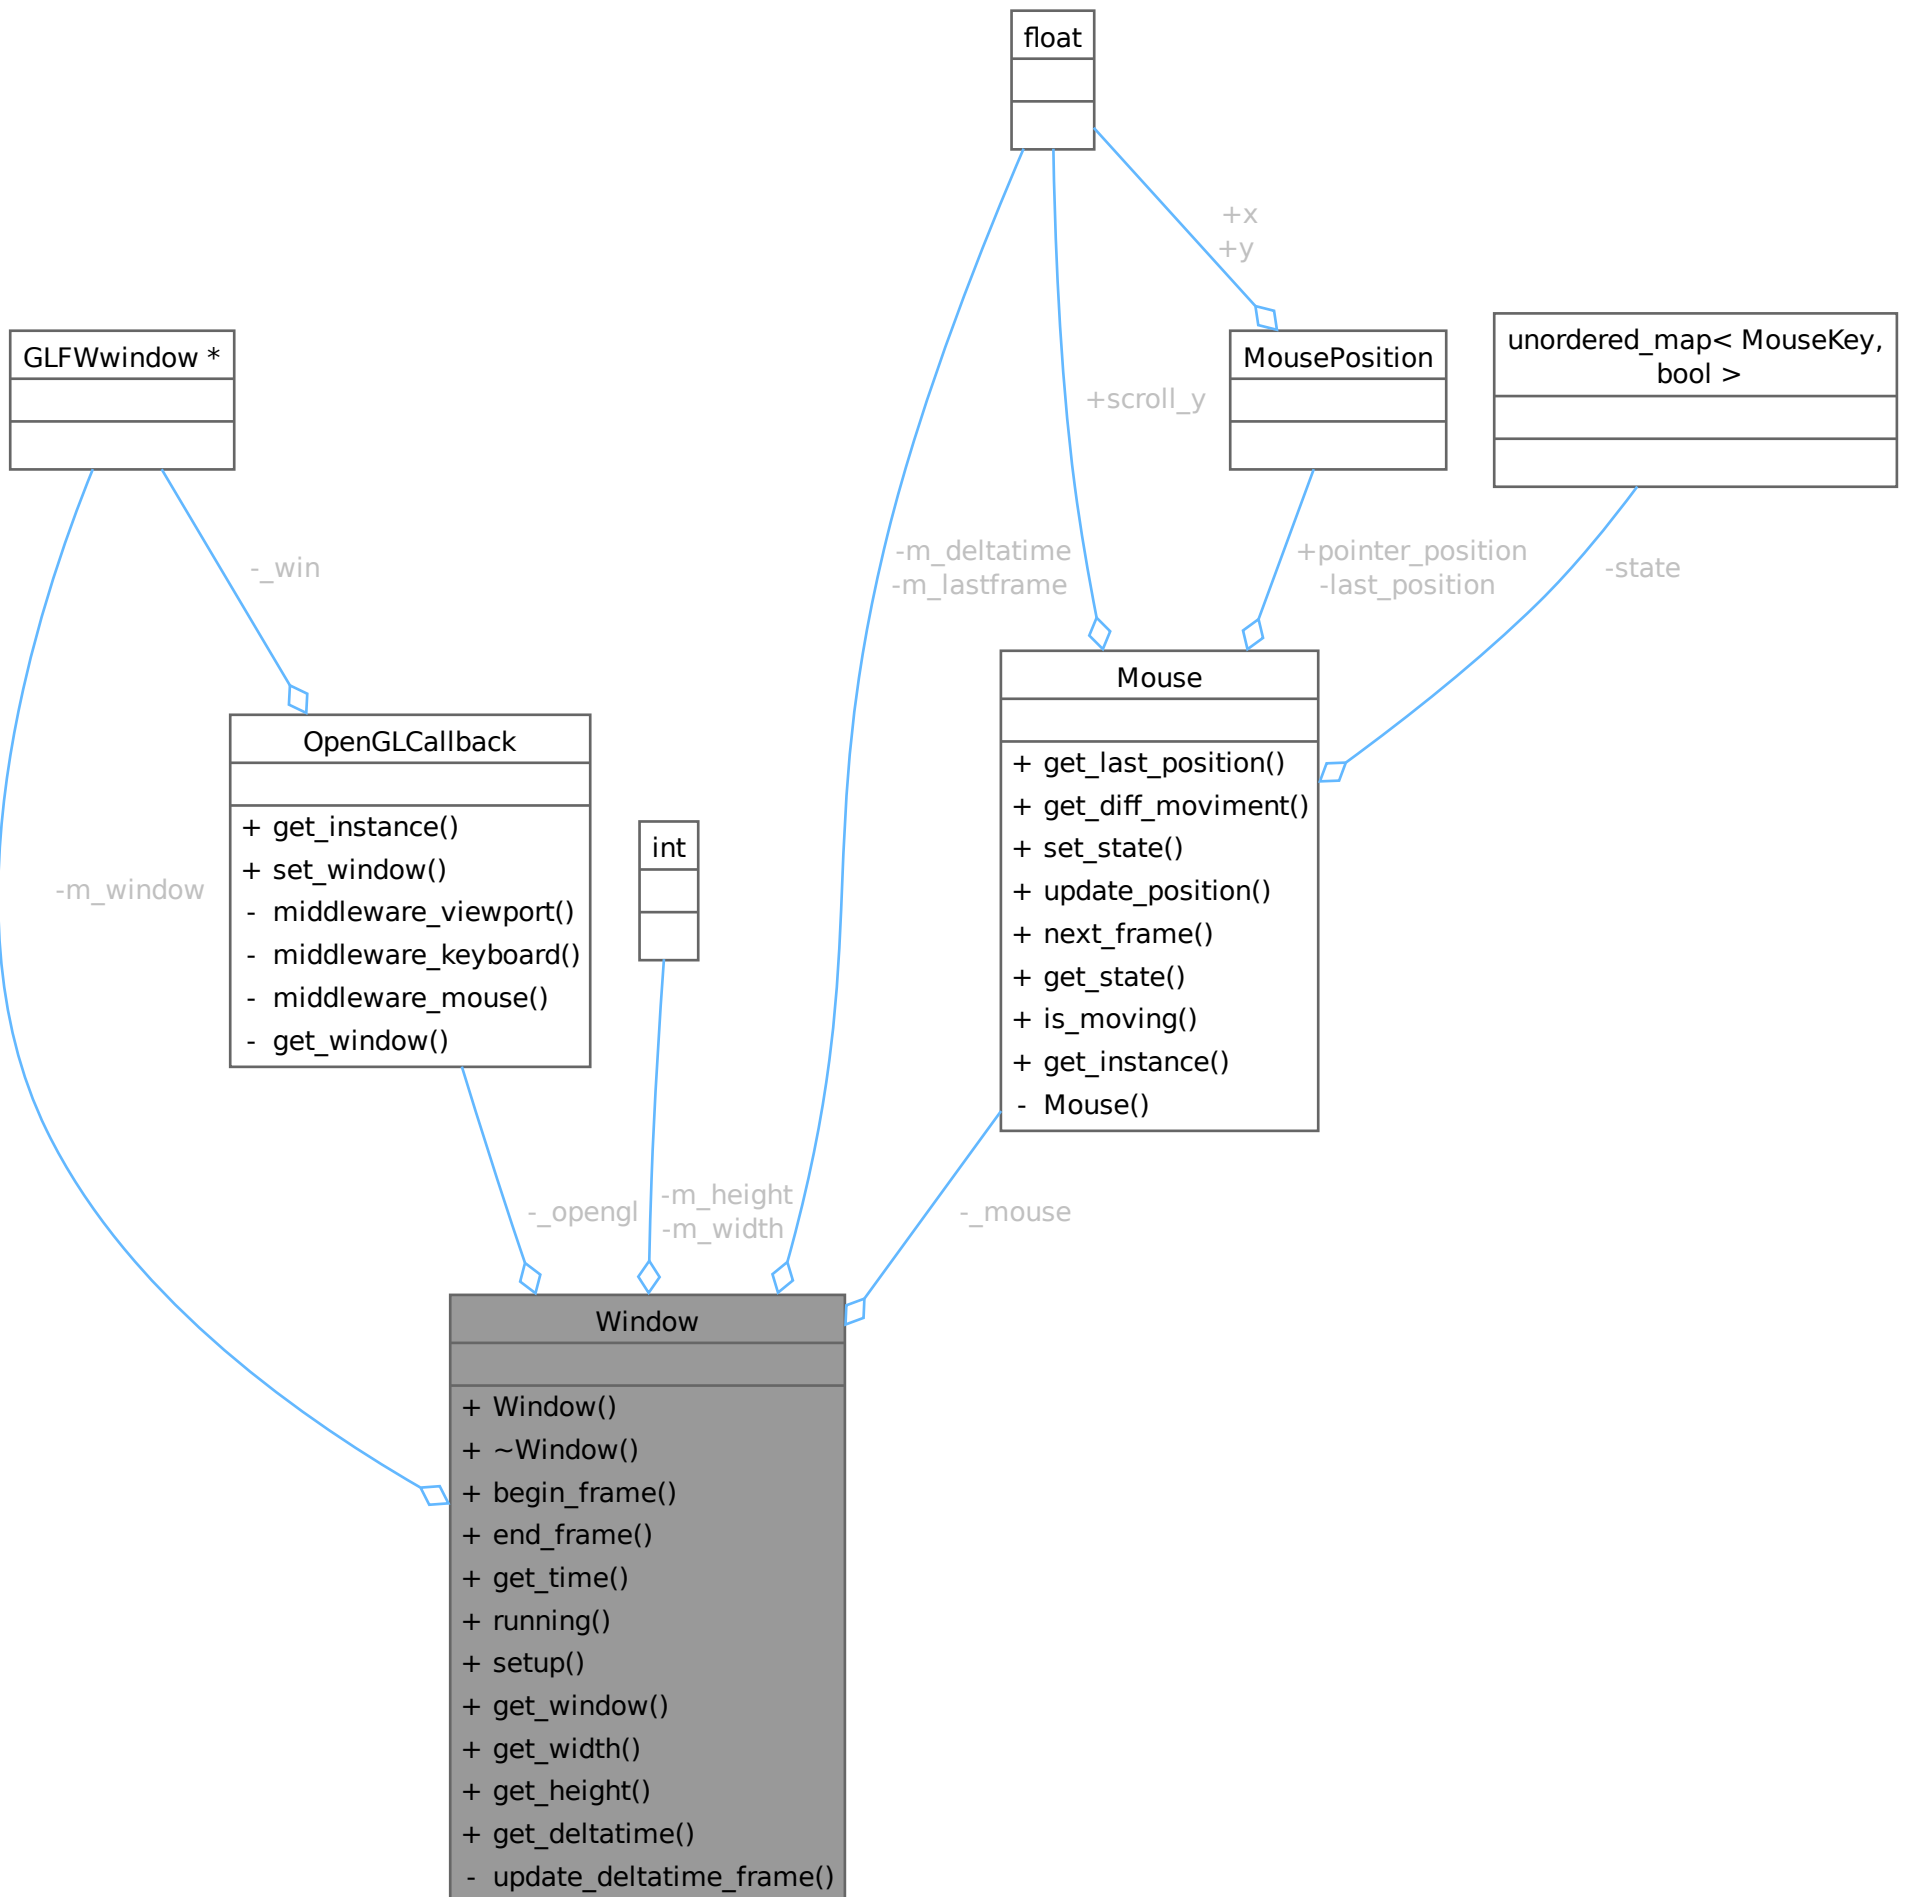 float
+x
+y
GLFWwindow *
MousePosition
unordered_map< MouseKey,
bool >
+scroll_y
-_win
-m_deltatime
-m_lastframe
+pointer_position
-last_position
-state
OpenGLCallback
+ get_instance()
+ set_window()
- middleware_viewport()
- middleware_keyboard()
- middleware_mouse()
- get_window()
int
Mouse
+ get_last_position()
+ get_diff_moviment()
+ set_state()
+ update_position()
+ next_frame()
+ get_state()
+ is_moving()
+ get_instance()
- Mouse()
-m_window
-_opengl
-m_height
-m_width
-_mouse
Window
+ Window()
+ ~Window()
+ begin_frame()
+ end_frame()
+ get_time()
+ running()
+ setup()
+ get_window()
+ get_width()
+ get_height()
+ get_deltatime()
- update_deltatime_frame()